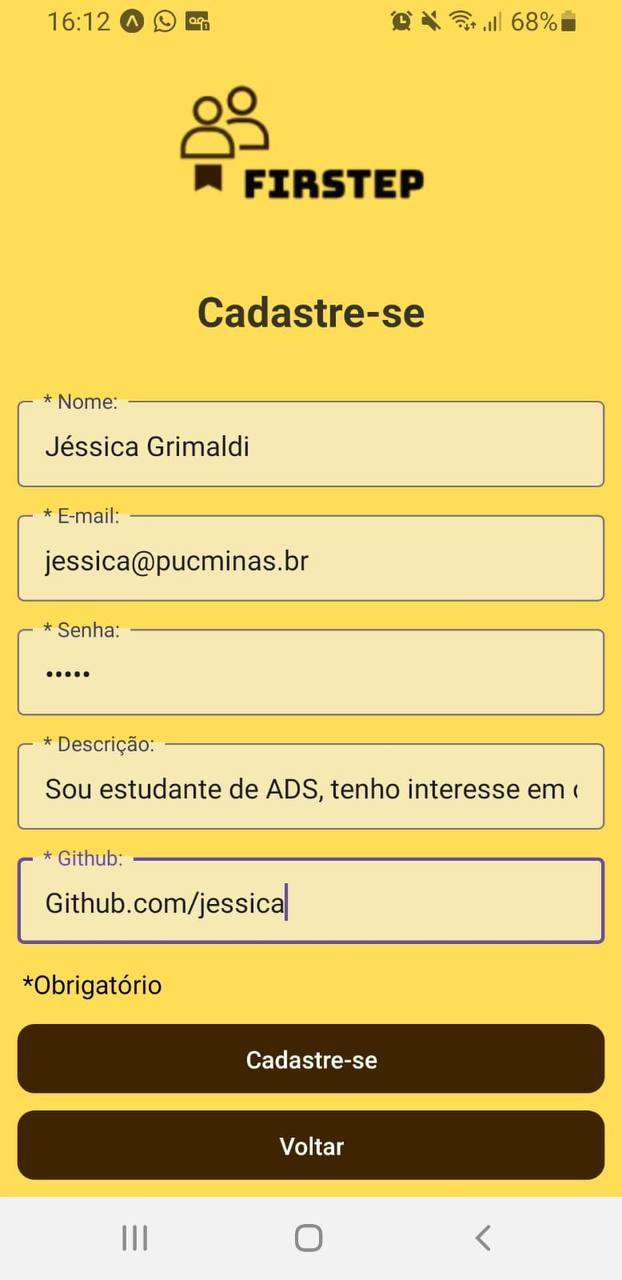 16:12 68%
FIRSTEP
Cadastre-se
* Nome:
Jéssica Grimaldi
* E-mail:
jessica@pucminas.br
* Senha:
•••••
* Descrição:
Sou estudante de ADS, tenho interesse em
* Github:
Github.com/jessica
*Obrigatório
Cadastre-se
Voltar